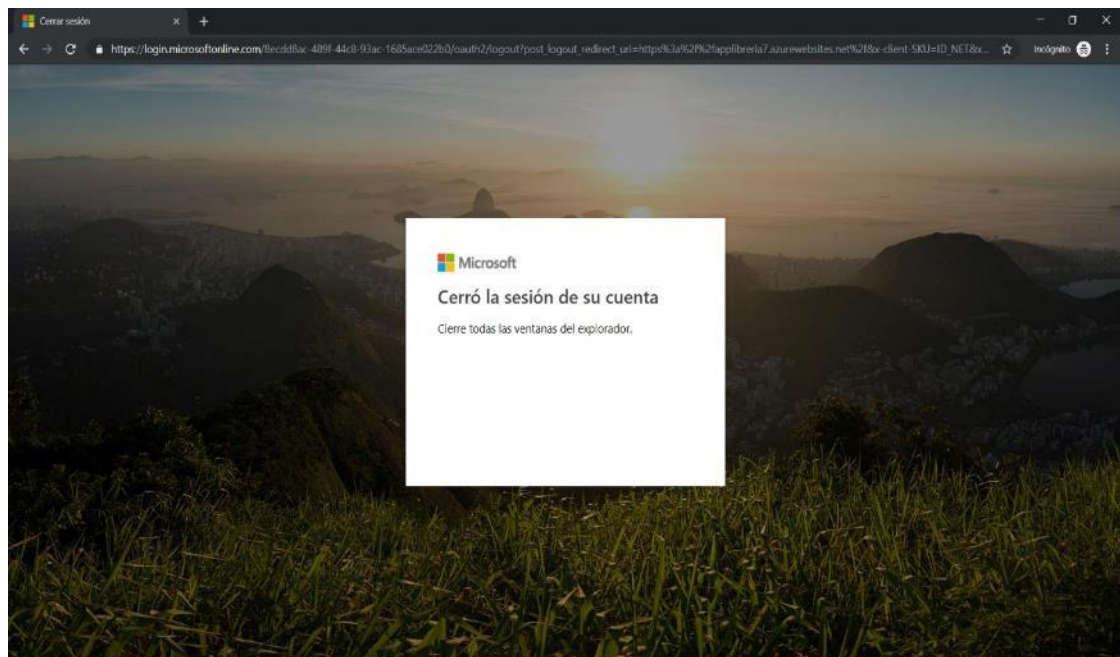 Cerrar sesión
https://login.microsoftonline.com/8ecddf8ac-489f-44c8-93ac-1685ace022b0/oauth2/logout?post_logout_redirect_uri=https%3a%2f%2fapplibreria7.azurewebsites.net%2f&x-client-SKU=ID_NET&x... Incógnito
Microsoft
Cerró la sesión de su cuenta
Cierre todas las ventanas del explorador.